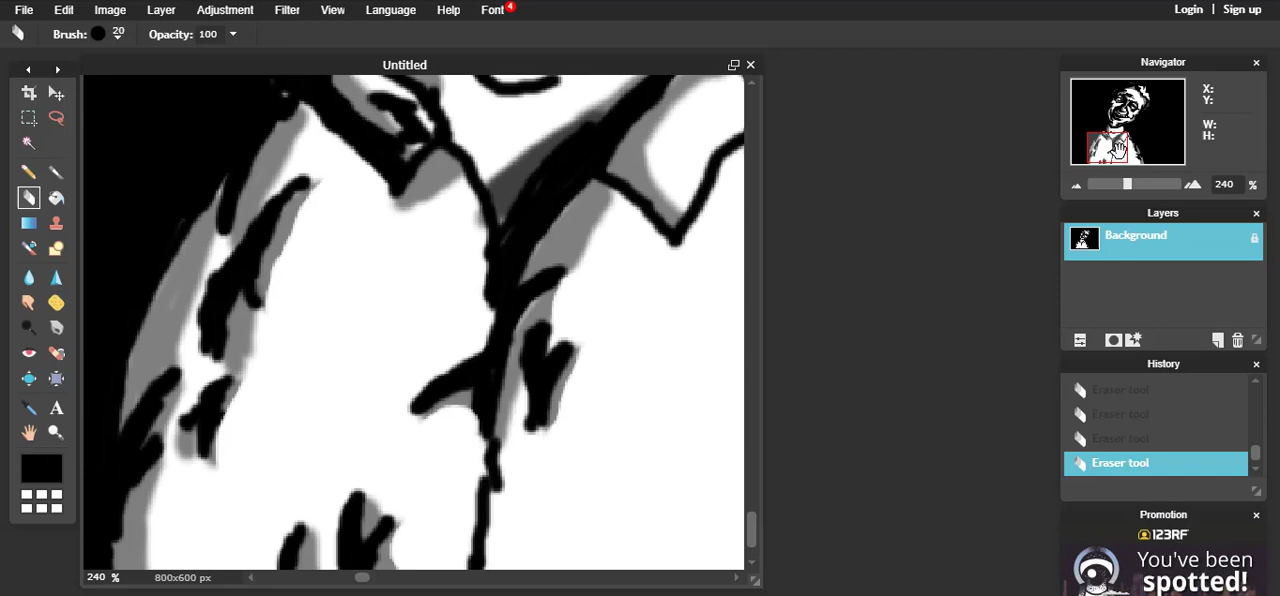 File Edit Image Layer Adjustment Filter View Language Help Font 4 Login | Sign up
Brush: 20 Opacity: 100
Untitled
Navigator
X:
Y:
W:
H:
240 %
Layers
Background
History
Eraser tool
Eraser tool
Eraser tool
Eraser tool
Promotion
123RF
You've been
spotted!
A
240 % 800x600 px